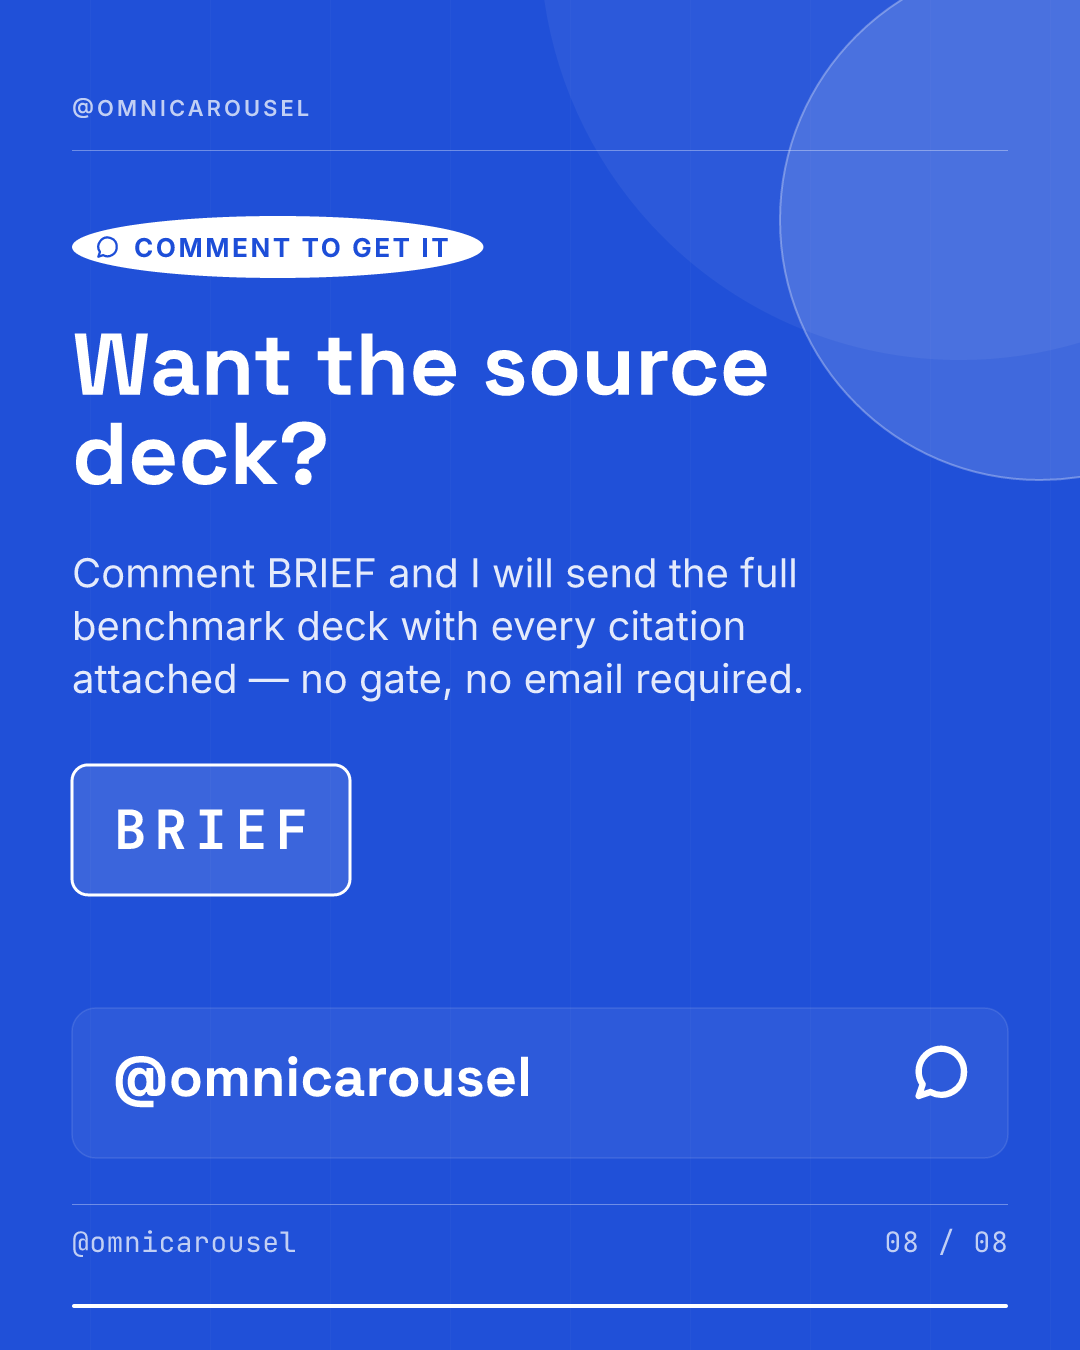 @OMNICAROUSEL
COMMENT TO GET IT
Want the source
deck?
Comment BRIEF and I will send the full
benchmark deck with every citation
attached — no gate, no email required.
BRIEF
@omnicarousel
@omnicarousel
08 / 08